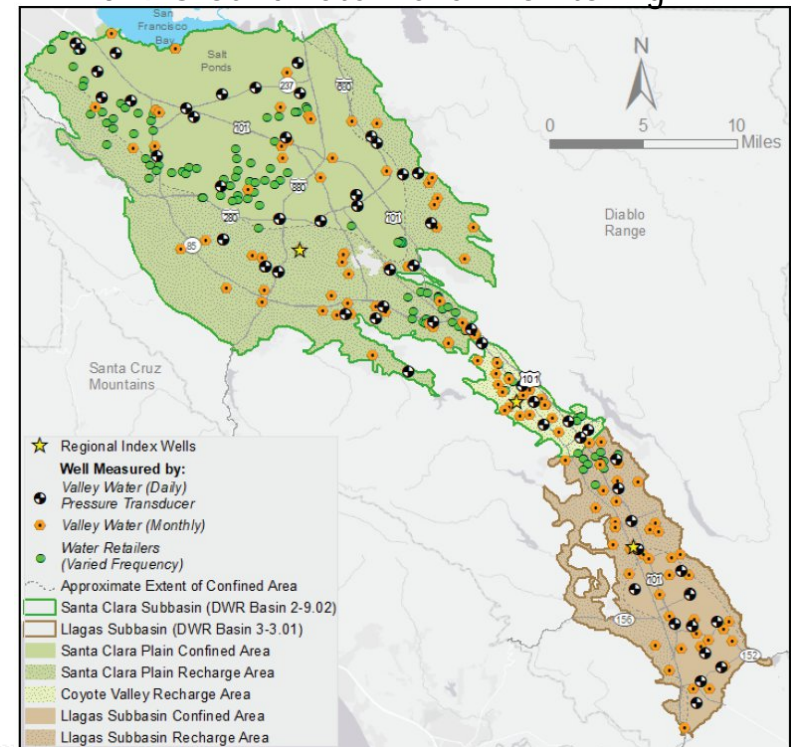 San
Francisco
Bay
Salt
Ponds
N
237
680
0 5 10
Miles
101
880
280
101
85
Diablo
Range
Santa Cruz
Mountains
101
101
156
152
Regional Index Wells
Well Measured by:
Valley Water (Daily)
Pressure Transducer
Valley Water (Monthly)
Water Retailers
(Varied Frequency)
Approximate Extent of Confined Area
Santa Clara Subbasin (DWR Basin 2-9.02)
Llagas Subbasin (DWR Basin 3-3.01)
Santa Clara Plain Confined Area
Santa Clara Plain Recharge Area
Coyote Valley Recharge Area
Llagas Subbasin Confined Area
Llagas Subbasin Recharge Area